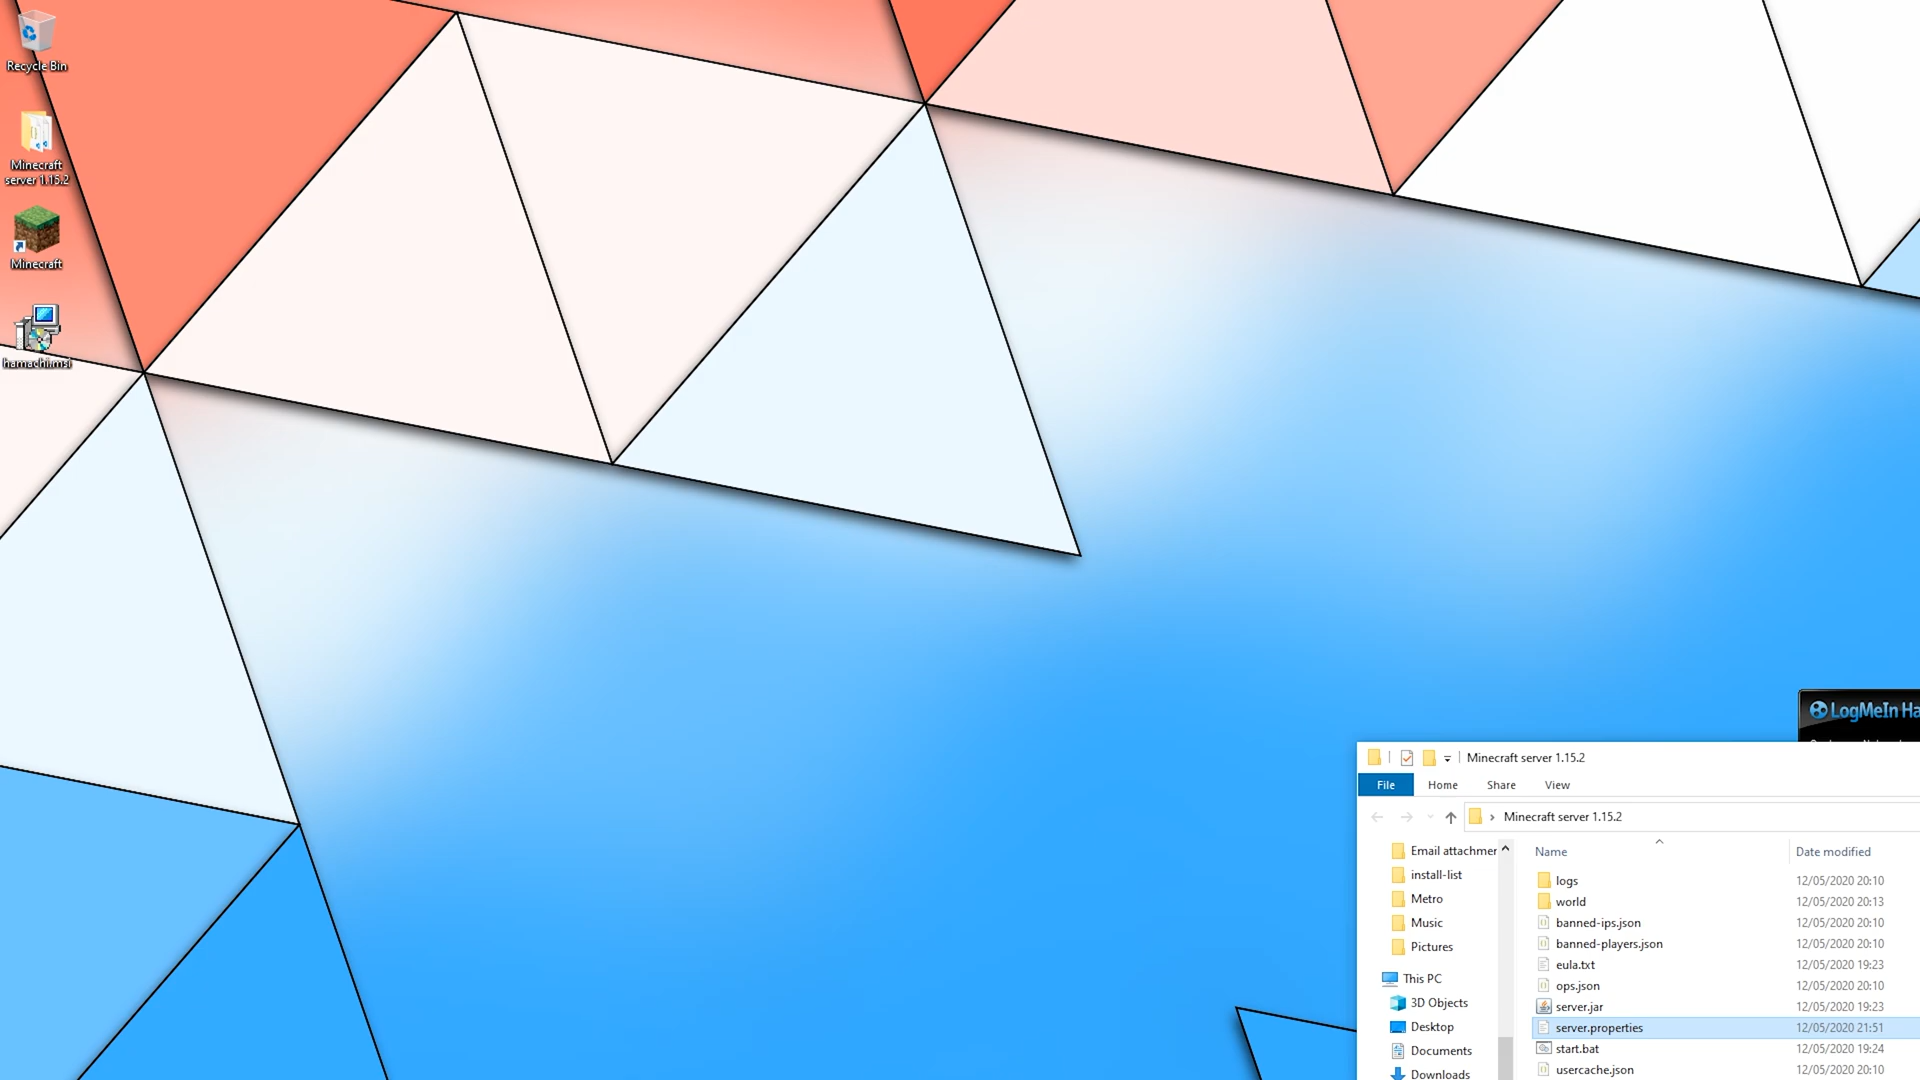 Recycle Bin
Minecraft
server 1.15.2
Minecraft
hamachi.msi
LogMeIn Ha
Minecraft server 1.15.2
File Home Share View
Minecraft server 1.15.2
Email attachmer
install-list
Metro
Music
Pictures
This PC
3D Objects
Desktop
Documents
Downloads
Name Date modified
logs 12/05/2020 20:10
world 12/05/2020 20:13
banned-ips.json 12/05/2020 20:10
banned-players.json 12/05/2020 20:10
eula.txt 12/05/2020 19:23
ops.json 12/05/2020 20:10
server.jar 12/05/2020 19:23
server.properties 12/05/2020 21:51
start.bat 12/05/2020 19:24
usercache.json 12/05/2020 20:10